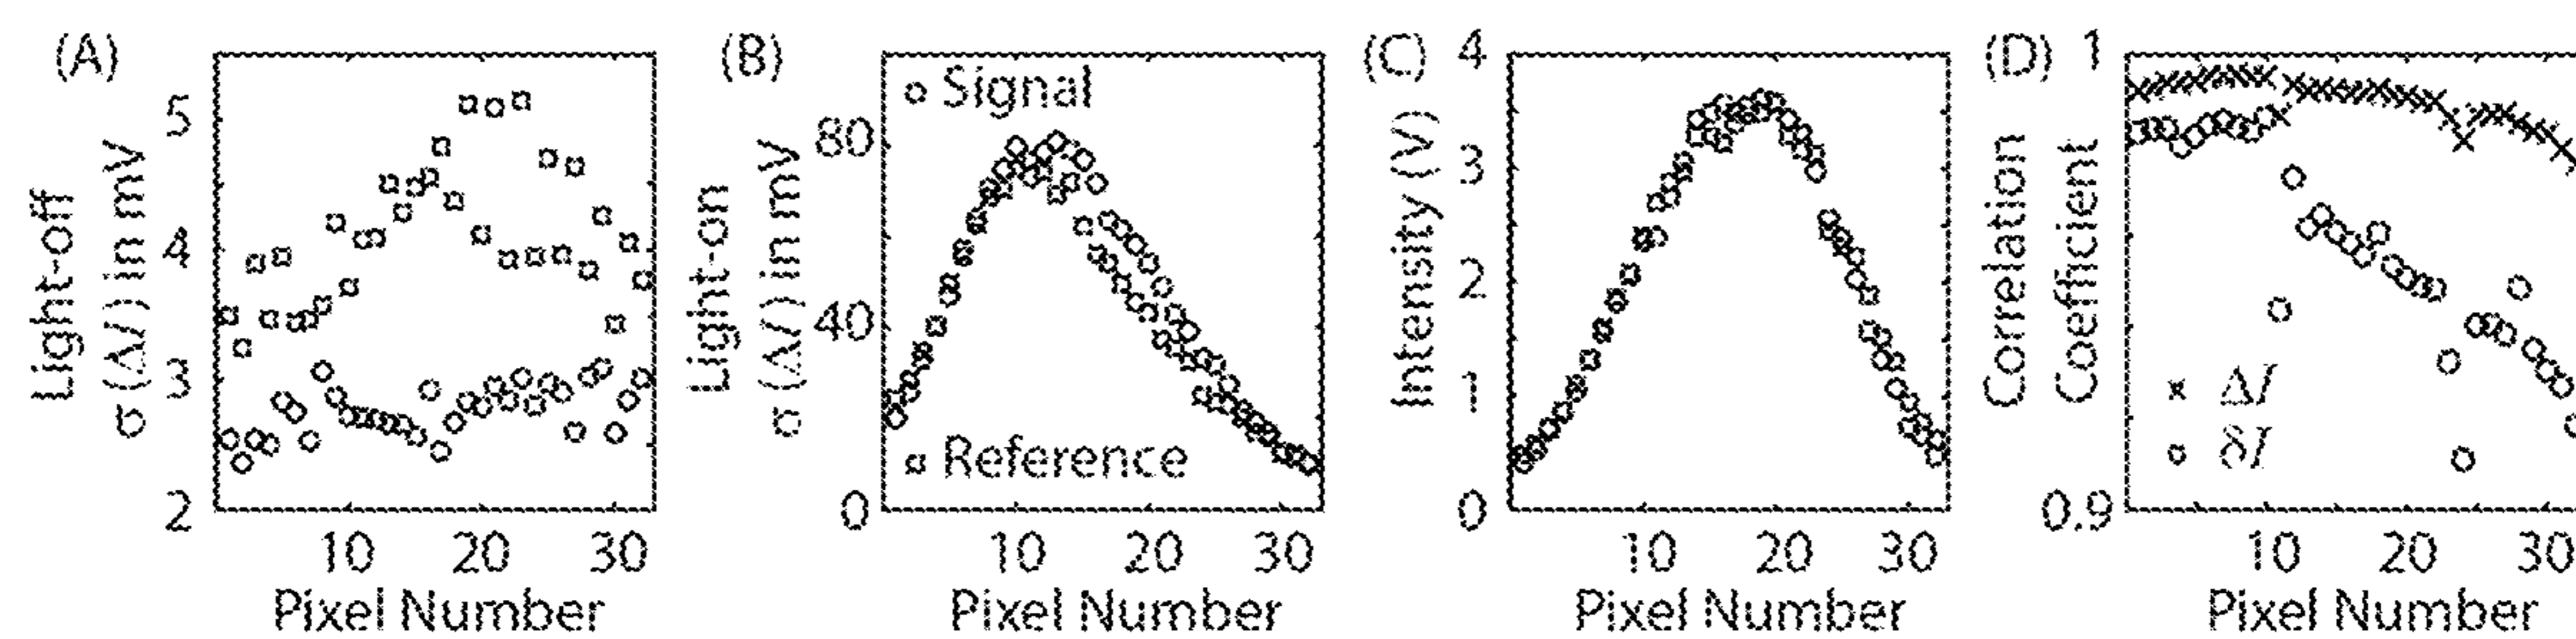 (A)
Light-off
σ (ΔI) in mV
5
4
3
2
10 20 30
Pixel Number
(B)
Light-on
σ (ΔI) in mV
80
40
0
Signal
Reference
10 20 30
Pixel Number
(C)
Intensity (V)
4
3
2
1
0
10 20 30
Pixel Number
(D)
Correlation
Coefficient
1
0.9
ΔI
δI
10 20 30
Pixel Number